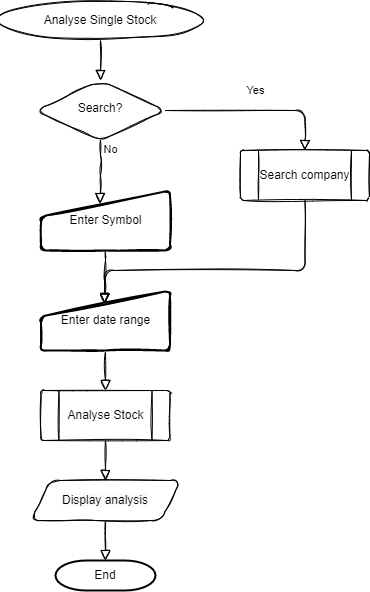 Analyse Single Stock
Yes
Search?
No
Search company
Enter Symbol
Enter date range
Analyse Stock
Display analysis
End